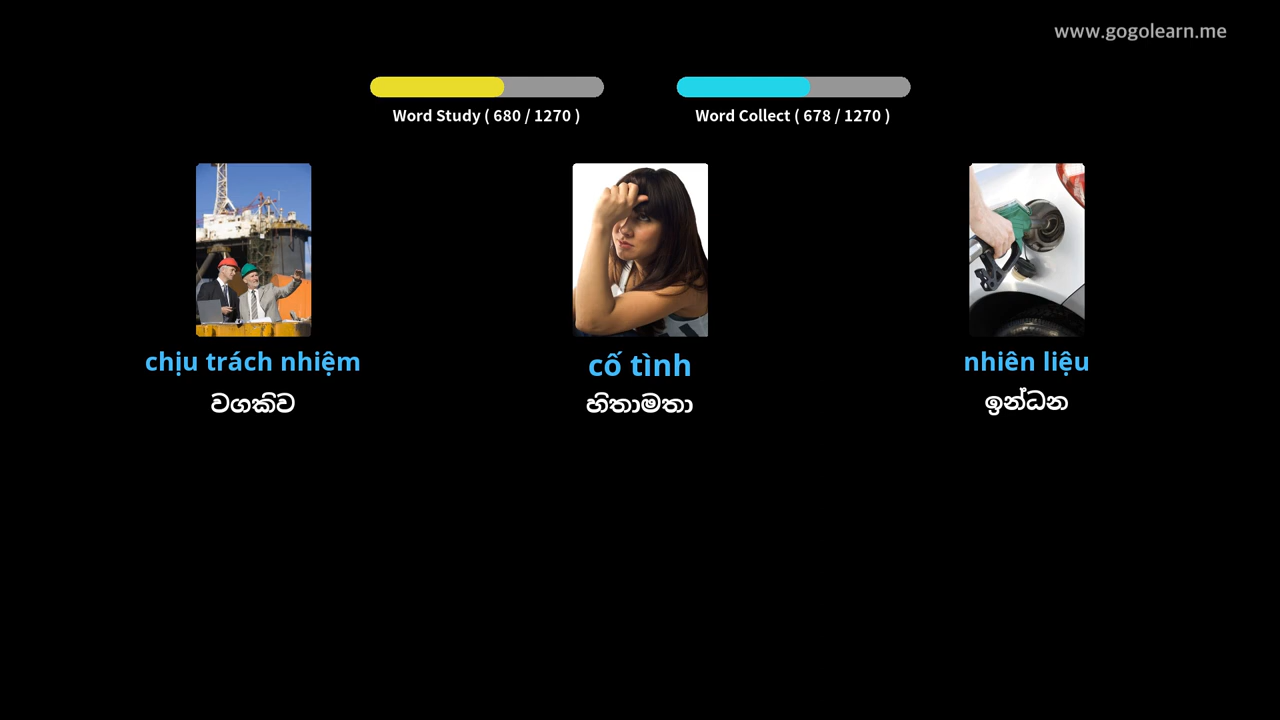 www.gogolearn.me
Word Study ( 680 / 1270 )
Word Collect ( 678 / 1270 )
chịu trách nhiệm
වගකිව
cố tình
හිතාමතා
nhiên liệu
ඉන්ධන